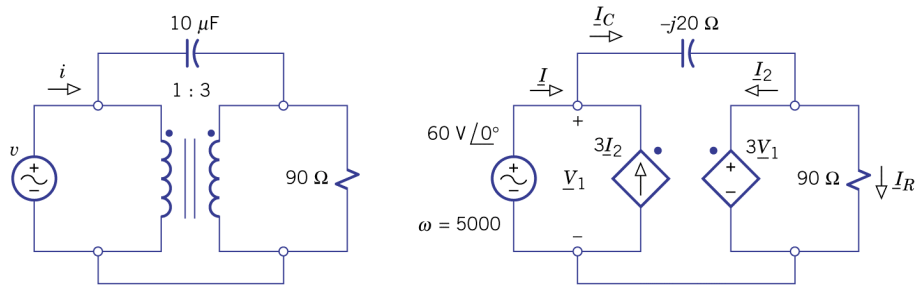 10 μF
i
1 : 3
v
+
−
90 Ω
I_C
–j20 Ω
I
I_2
+
60 V /0°
3I_2
3V_1
+
−
V_1
+
−
90 Ω
I_R
ω = 5000
−